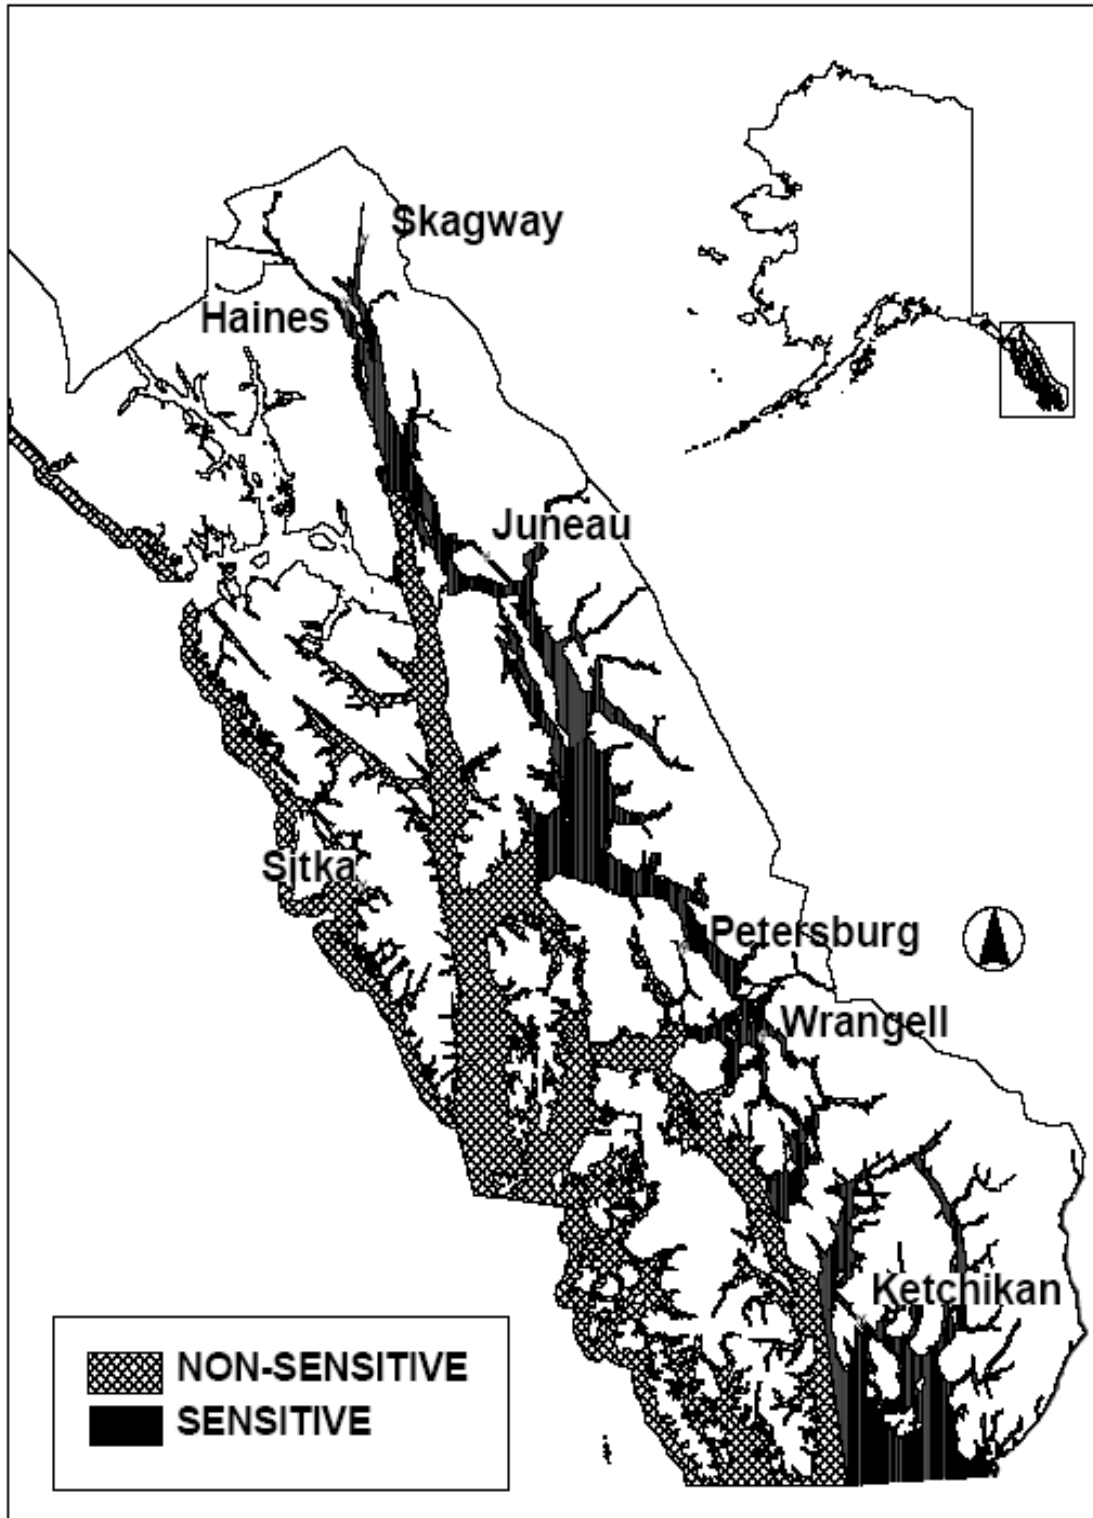 Skagway
Haines
Juneau
Sitka
Petersburg
Wrangell
Ketchikan
NON-SENSITIVE
SENSITIVE